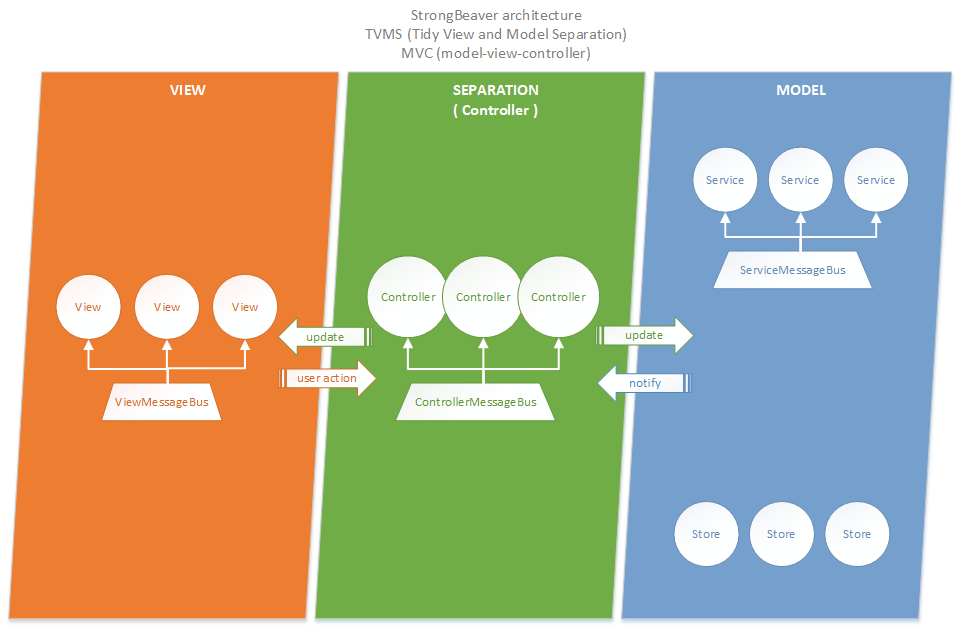 StrongBeaver architecture
TVMS (Tidy View and Model Separation)
MVC (model-view-controller)
VIEW
View
View
View
ViewMessageBus
update
user action
SEPARATION
( Controller )
Controller
Controller
Controller
ControllerMessageBus
update
notify
MODEL
Service
Service
Service
ServiceMessageBus
Store
Store
Store